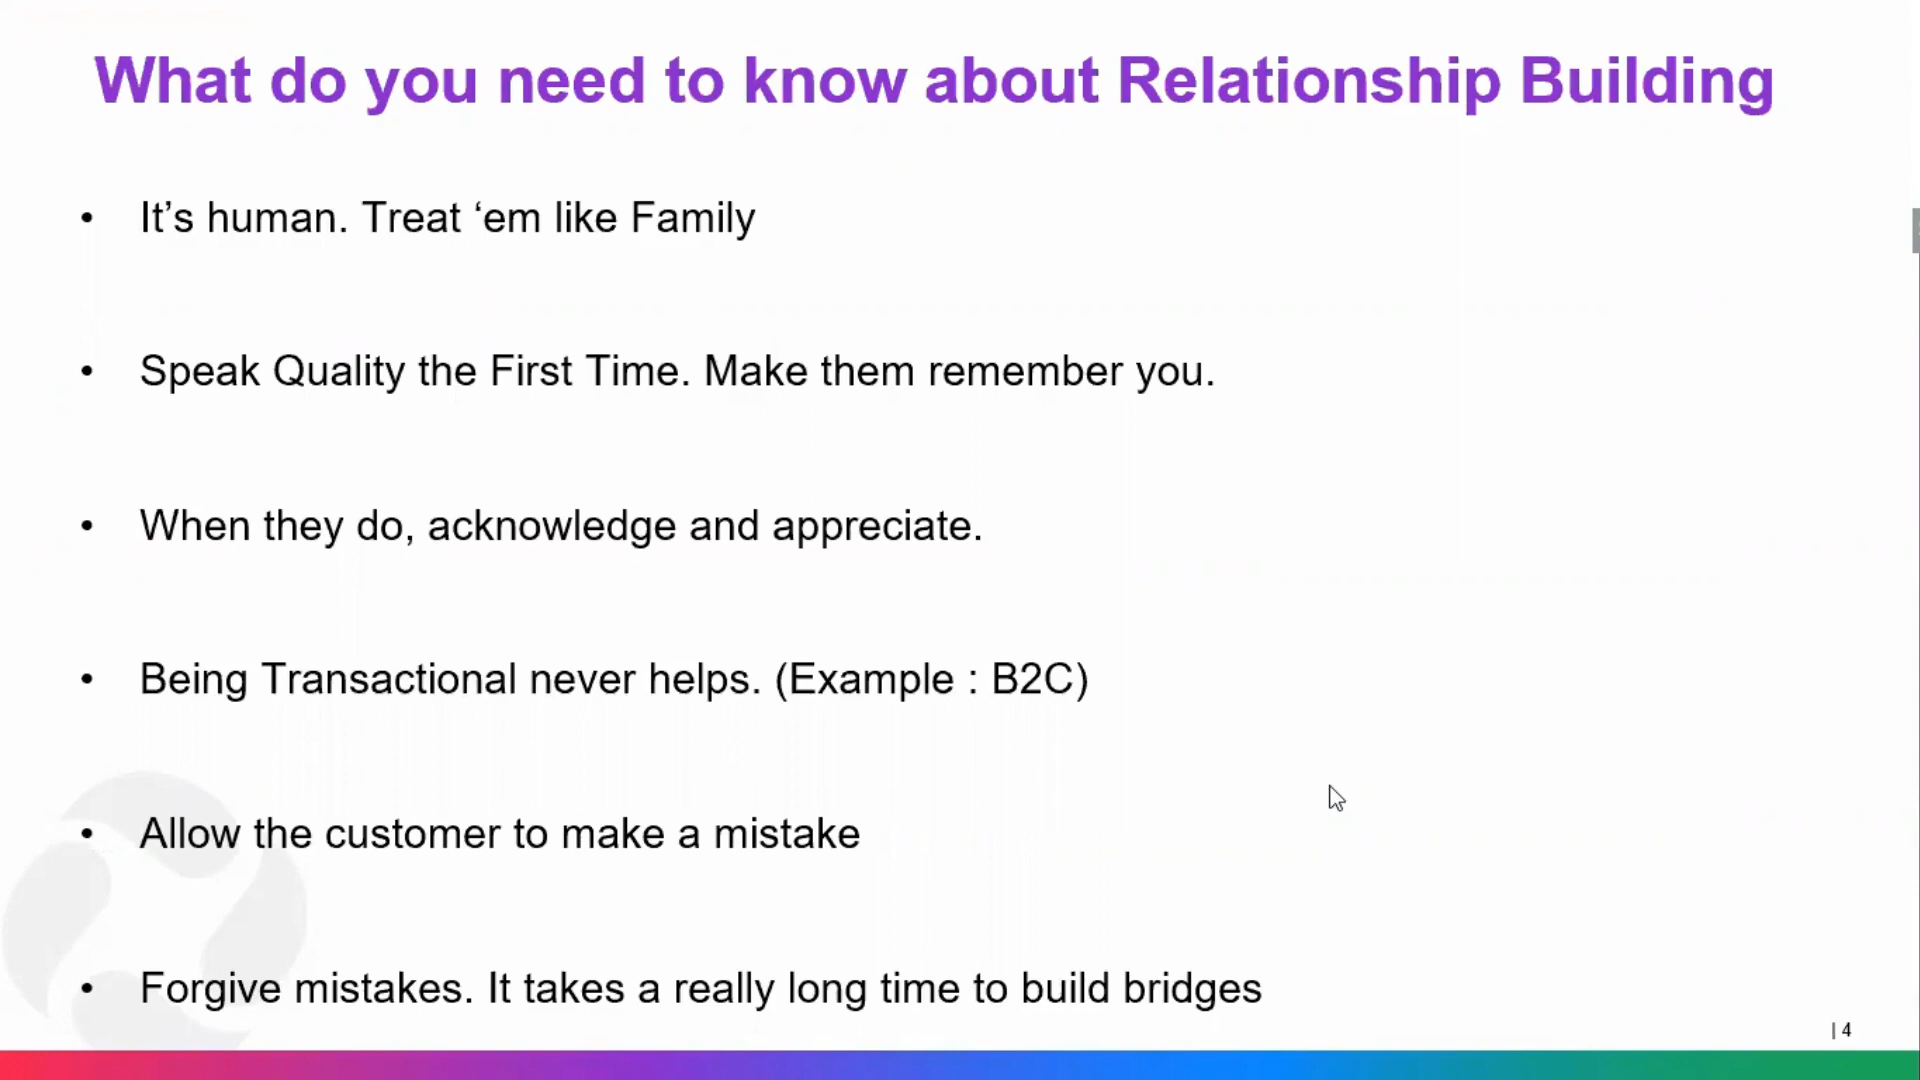 What do you need to know about Relationship Building
• It’s human. Treat ‘em like Family
• Speak Quality the First Time. Make them remember you.
• When they do, acknowledge and appreciate.
• Being Transactional never helps. (Example : B2C)
• Allow the customer to make a mistake
• Forgive mistakes. It takes a really long time to build bridges
| 4